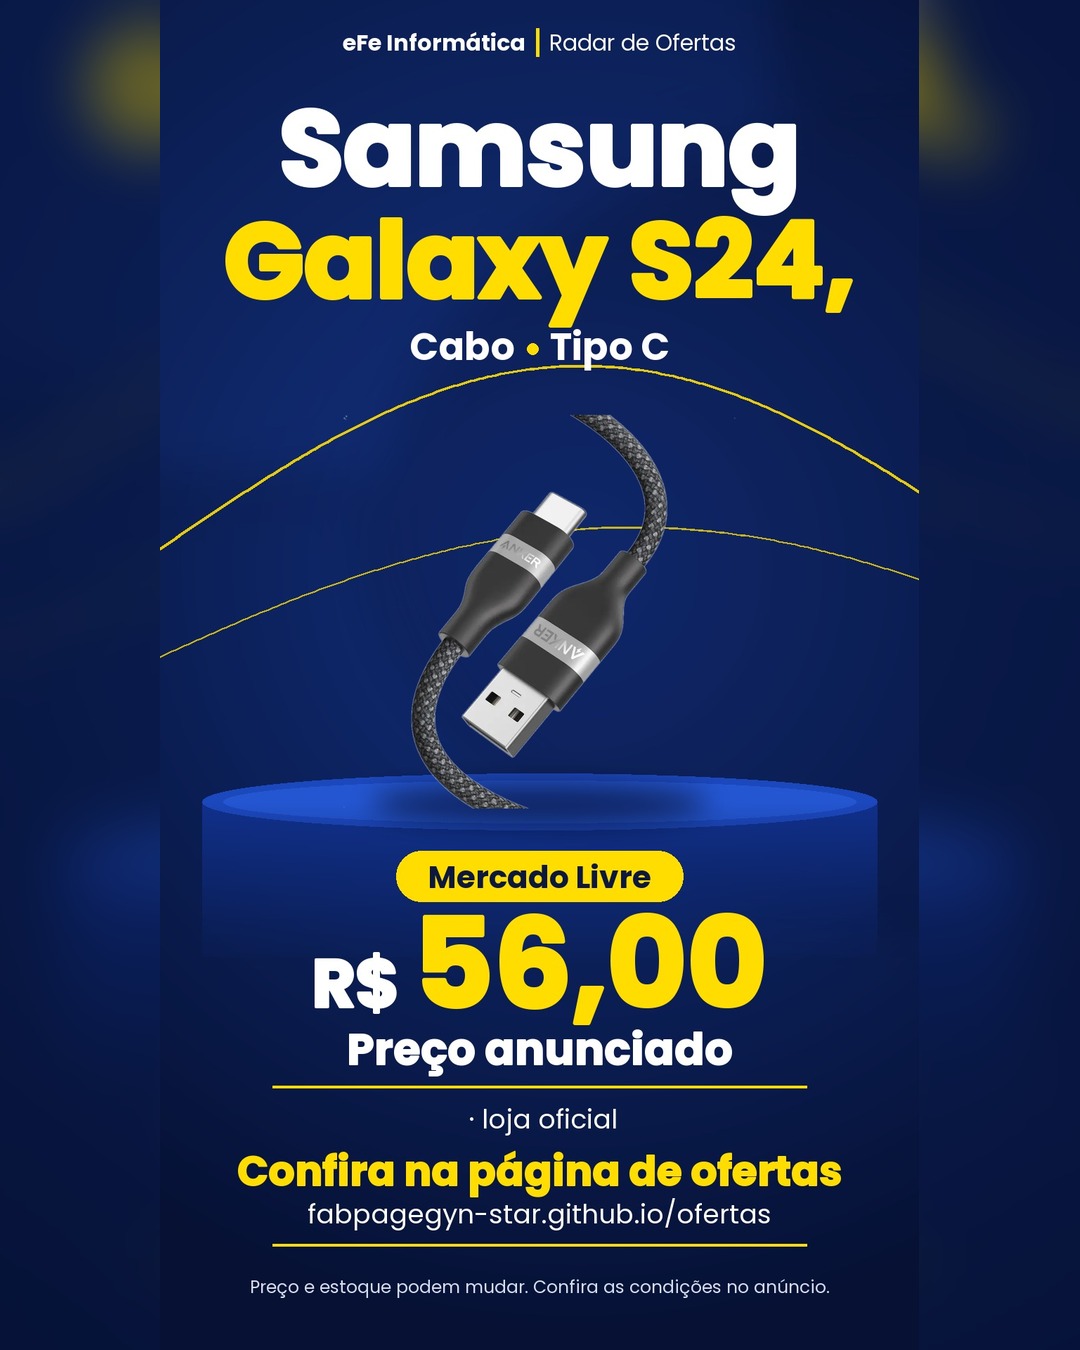 eFe Informática | Radar de Ofertas
Samsung
Galaxy S24,
Cabo • Tipo C
ANKER
ANKER
Mercado Livre
R$ 56,00
Preço anunciado
· loja oficial
Confira na página de ofertas
fabpagegyn-star.github.io/ofertas
Preço e estoque podem mudar. Confira as condições no anúncio.